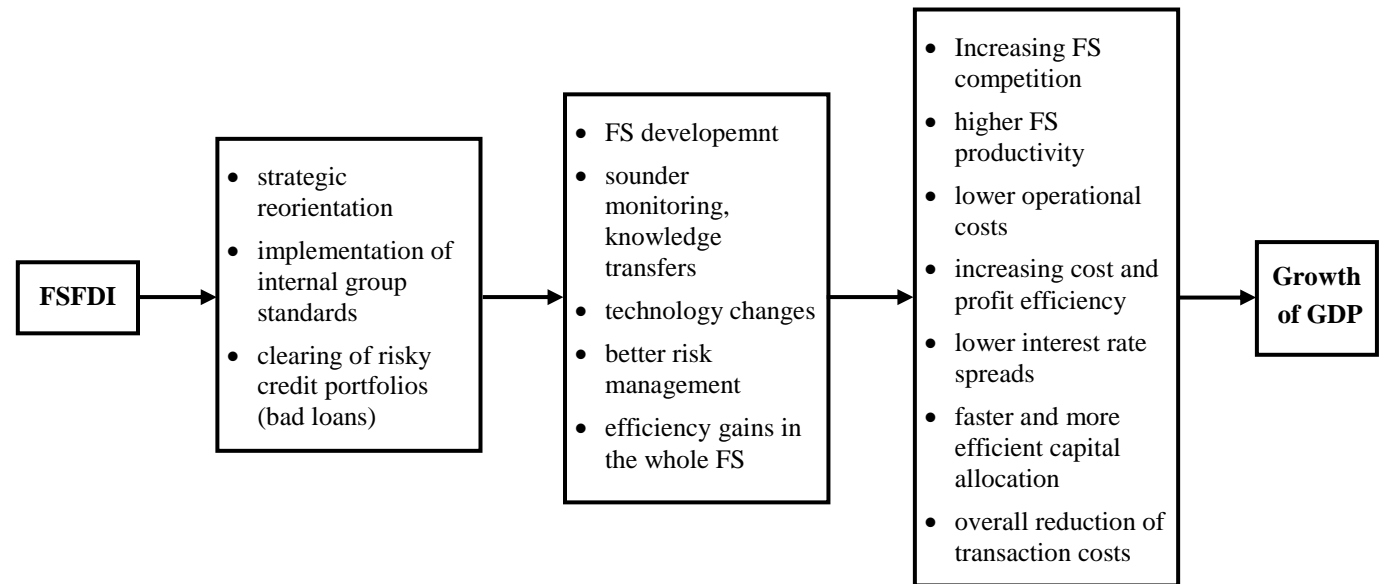 FSFDI
• strategic
reorientation
• implementation of
internal group
standards
• clearing of risky
credit portfolios
(bad loans)
• FS developemnt
• sounder
monitoring,
knowledge
transfers
• technology changes
• better risk
management
• efficiency gains in
the whole FS
• Increasing FS
competition
• higher FS
productivity
• lower operational
costs
• increasing cost and
profit efficiency
• lower interest rate
spreads
• faster and more
efficient capital
allocation
• overall reduction of
transaction costs
Growth
of GDP